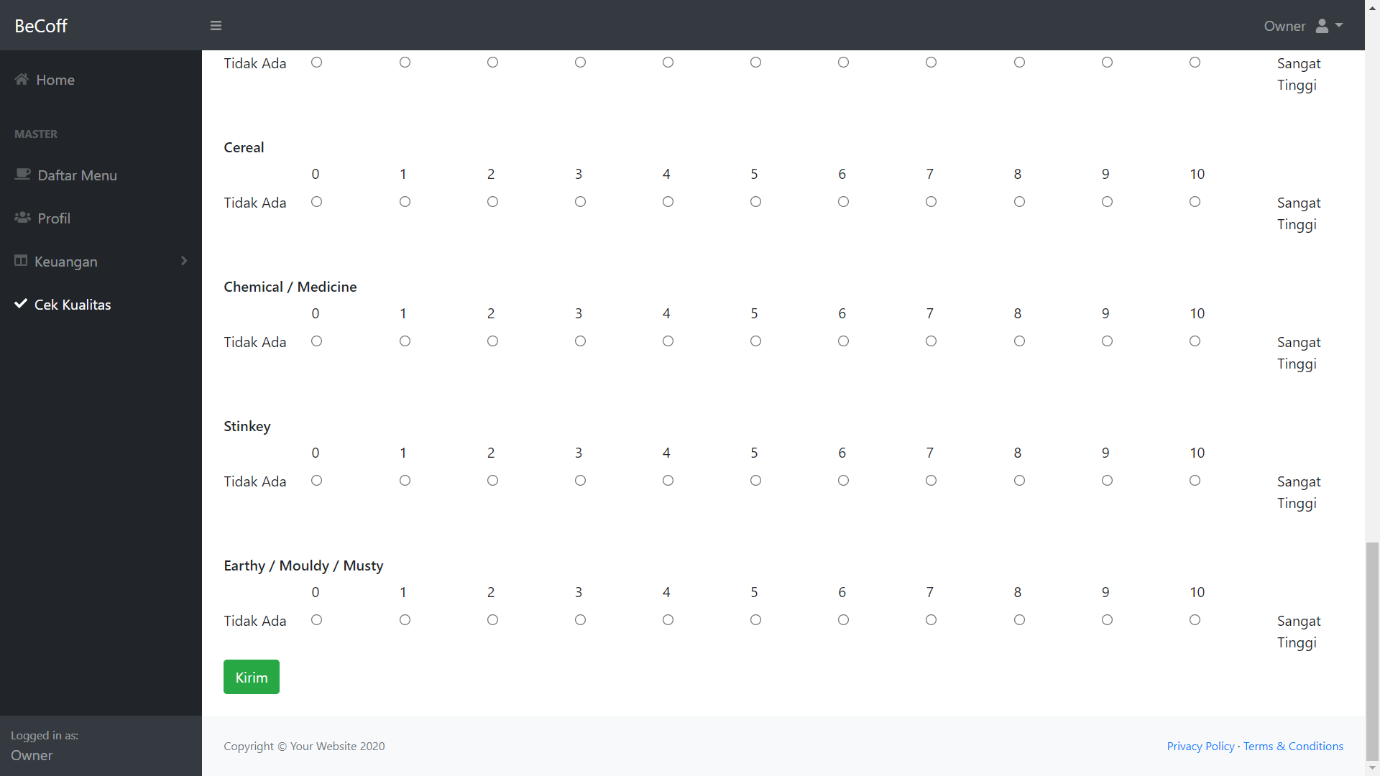 BeCoff
Owner
Home
MASTER
Daftar Menu
Profil
Keuangan
Cek Kualitas
Logged in as:
Owner
Tidak Ada Sangat
Tinggi
Cereal
0 1 2 3 4 5 6 7 8 9 10
Tidak Ada Sangat
Tinggi
Chemical / Medicine
0 1 2 3 4 5 6 7 8 9 10
Tidak Ada Sangat
Tinggi
Stinkey
0 1 2 3 4 5 6 7 8 9 10
Tidak Ada Sangat
Tinggi
Earthy / Mouldy / Musty
0 1 2 3 4 5 6 7 8 9 10
Tidak Ada Sangat
Tinggi
Kirim
Copyright © Your Website 2020 Privacy Policy · Terms & Conditions